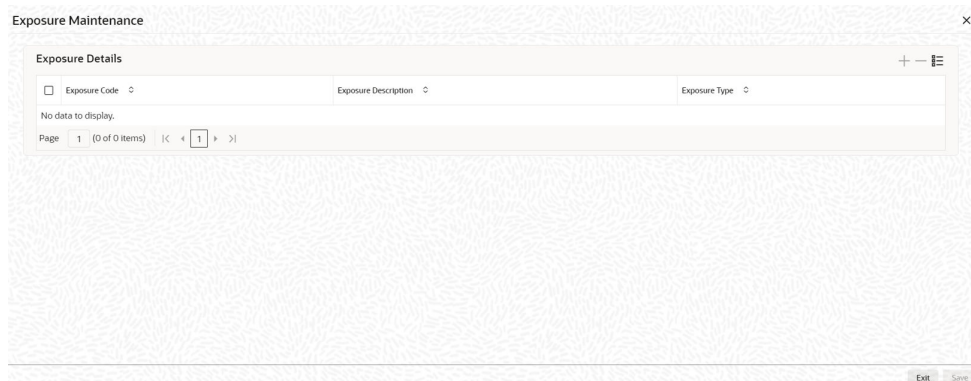 Exposure Maintenance
Exposure Details
Exposure Code Exposure Description Exposure Type
No data to display.
Page 1 (0 of 0 items) 1
Exit Save